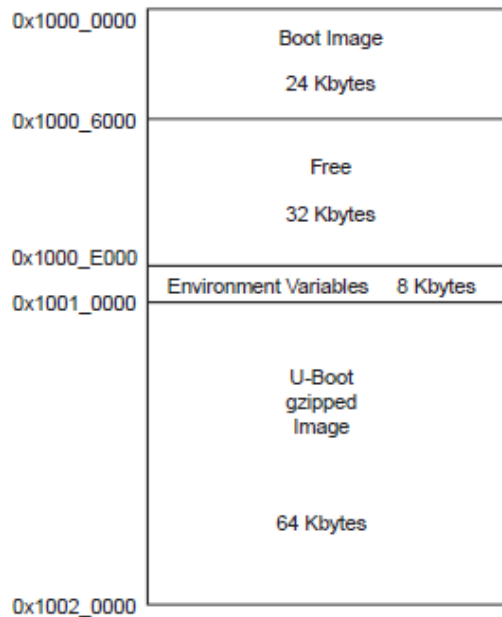 0x1000_0000
Boot Image
24 Kbytes
0x1000_6000
Free
32 Kbytes
0x1000_E000
Environment Variables 8 Kbytes
0x1001_0000
U-Boot
gzipped
Image
64 Kbytes
0x1002_0000